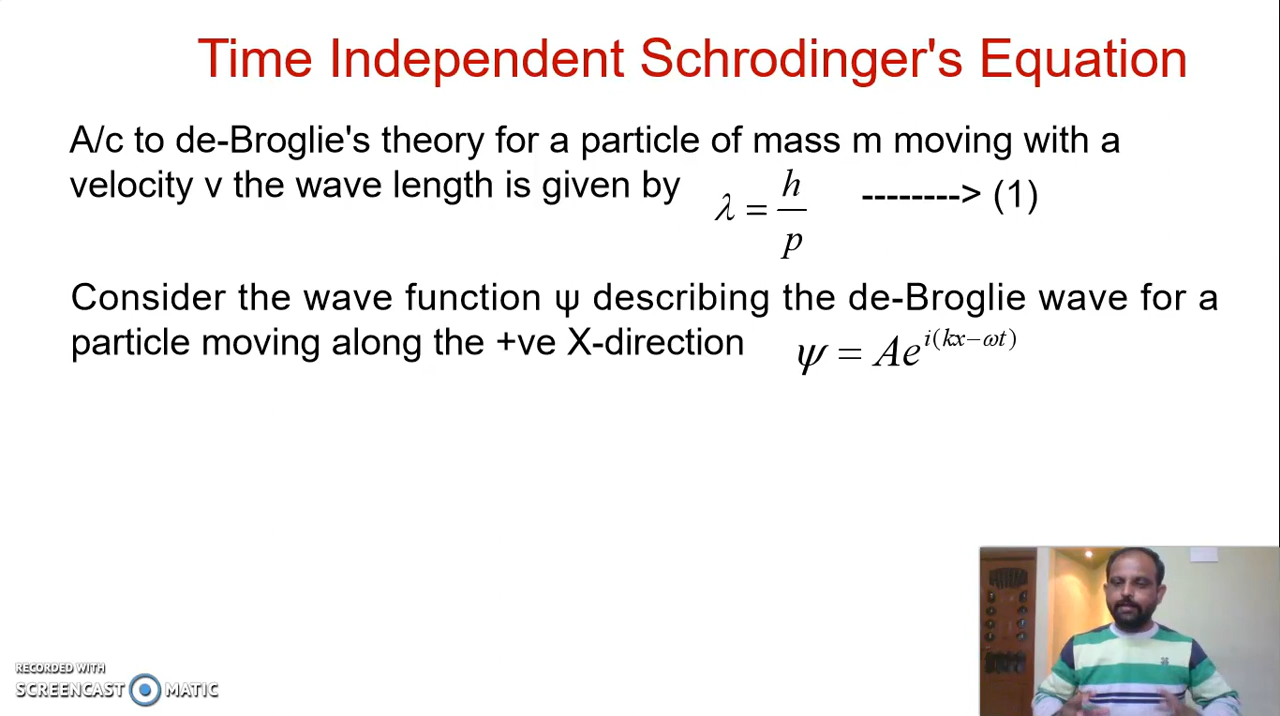 Time Independent Schrodinger's Equation
A/c to de-Broglie's theory for a particle of mass m moving with a
velocity v the wave length is given by λ = h/p --------> (1)
Consider the wave function ψ describing the de-Broglie wave for a
particle moving along the +ve X-direction ψ = Ae^{i(kx−ωt)}
RECORDED WITH
SCREENCAST MATIC